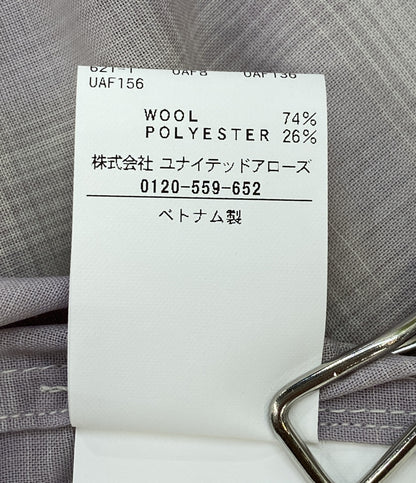 UAF156
WOOL 74%
POLYESTER 26%
株式会社 ユナイテッドアローズ
0120-559-652
ベトナム製